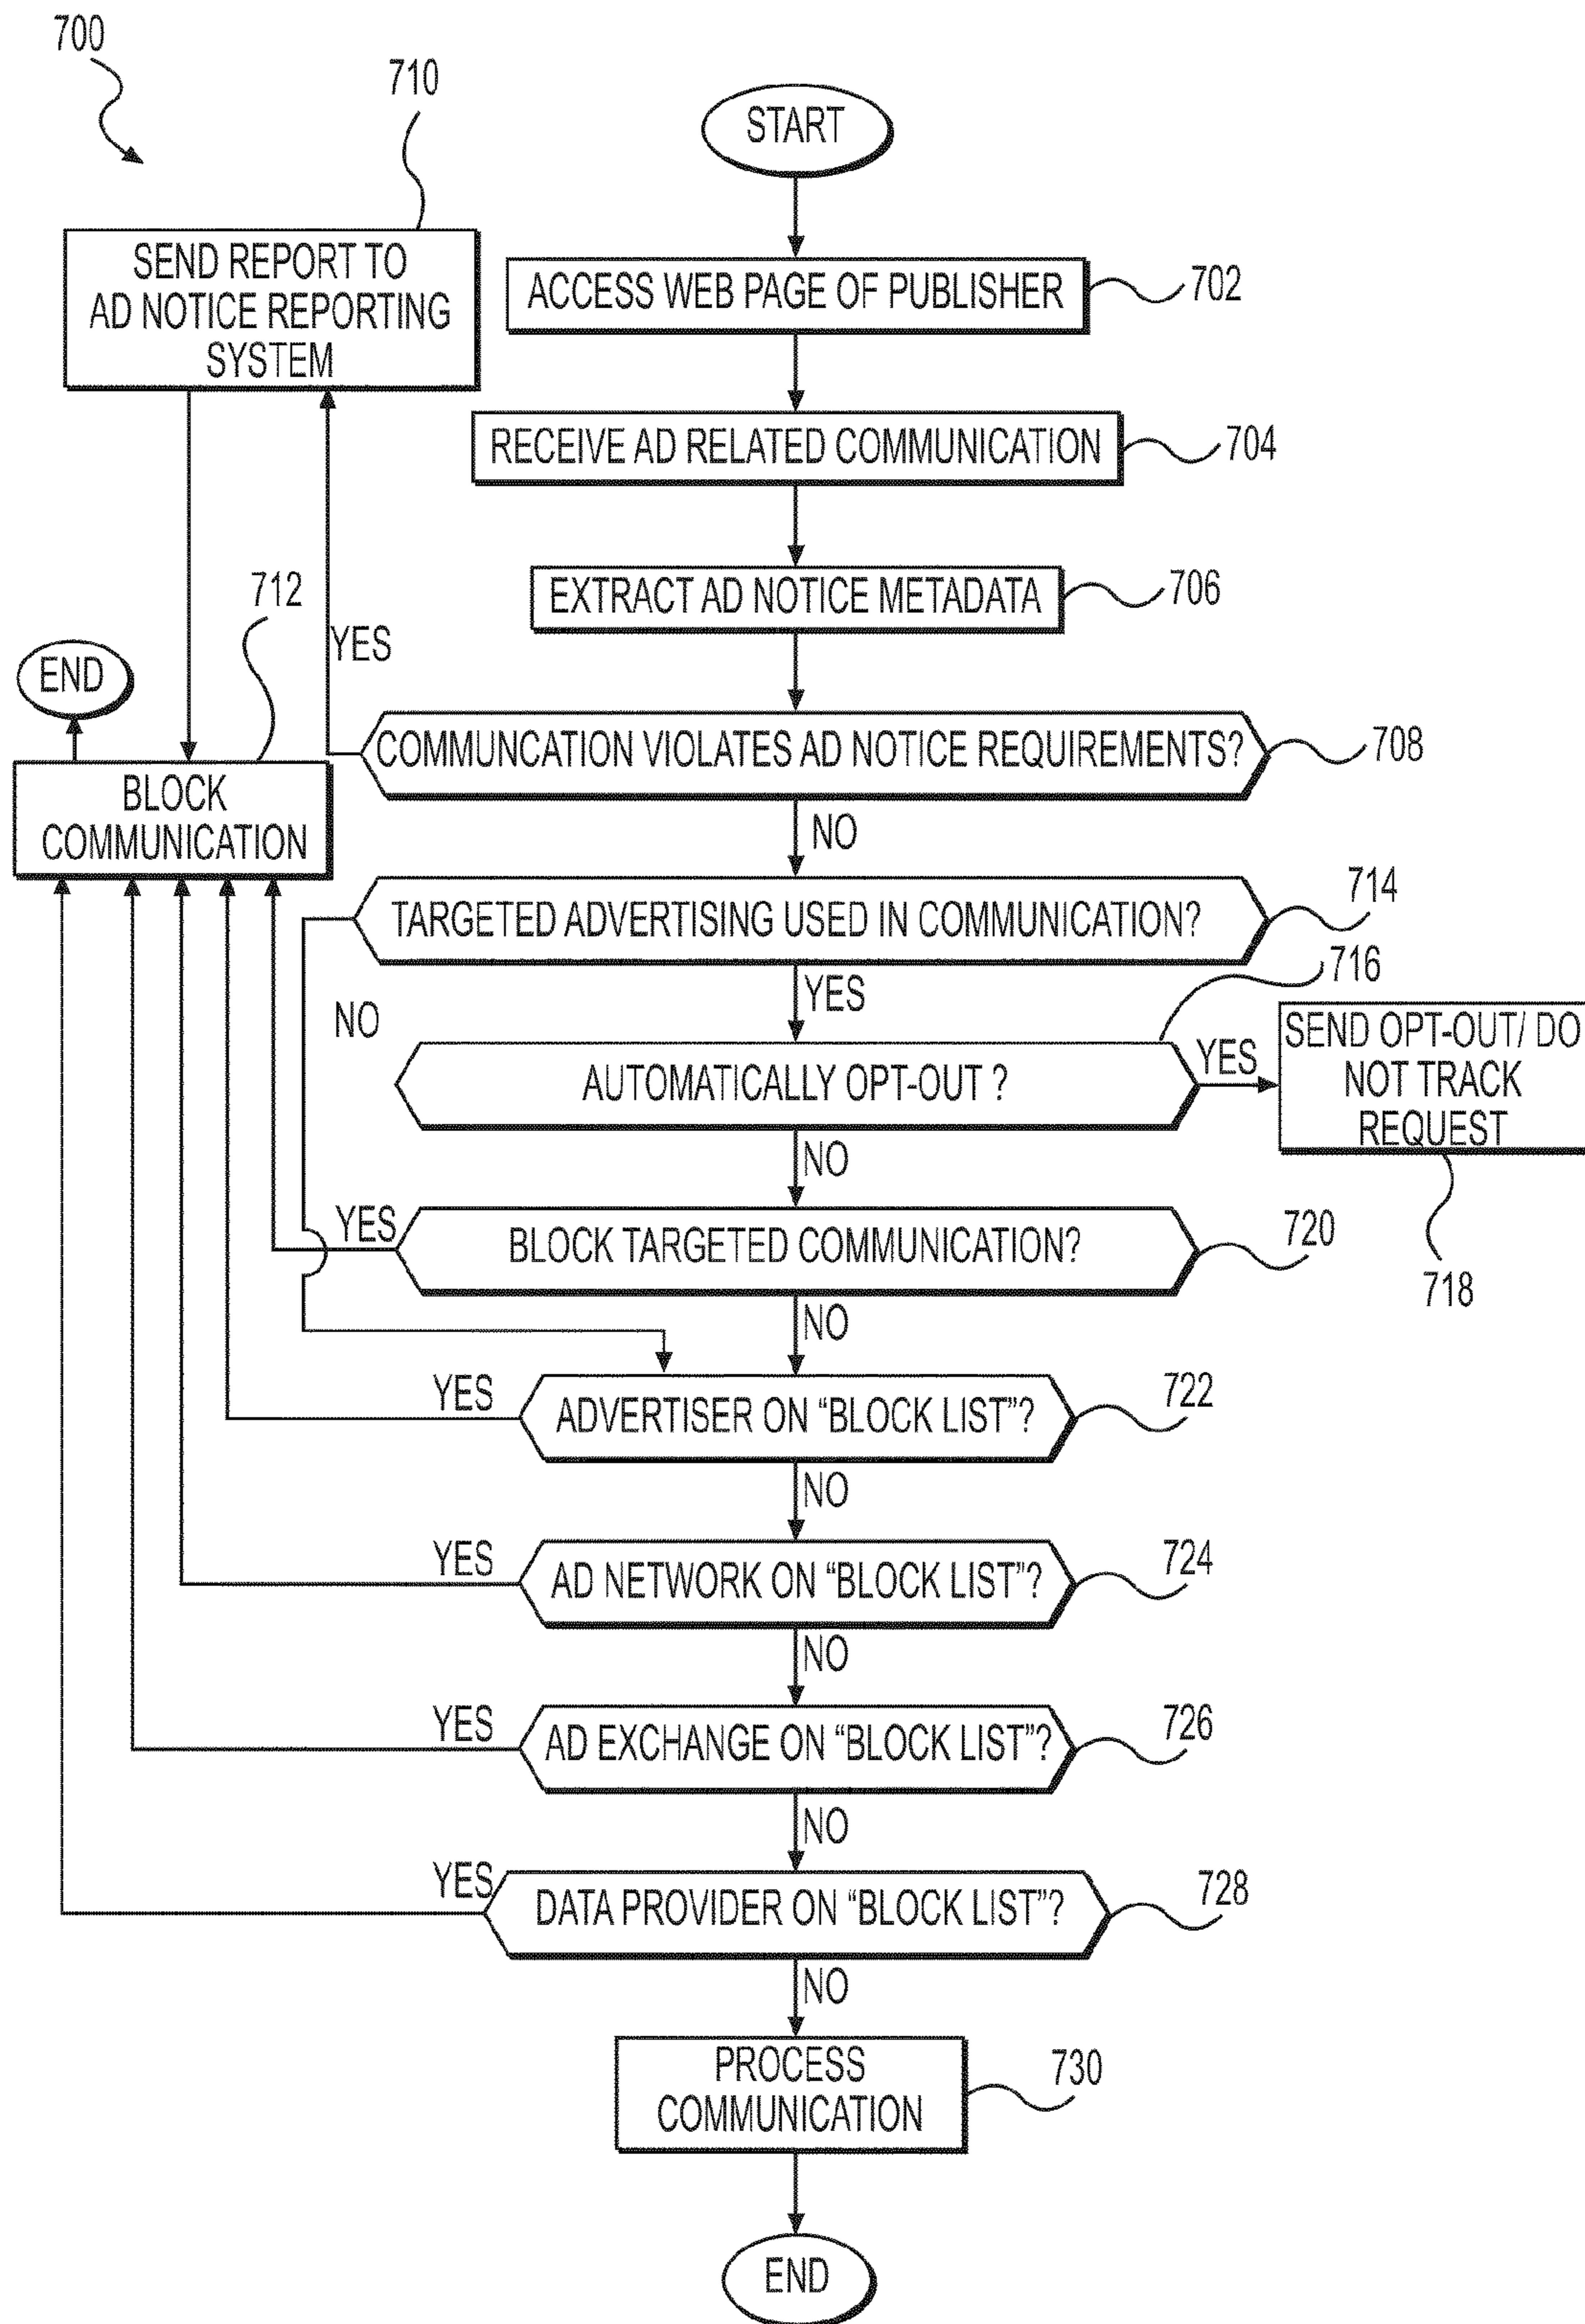 700
710
START
SEND REPORT TO
AD NOTICE REPORTING
SYSTEM
ACCESS WEB PAGE OF PUBLISHER
702
RECEIVE AD RELATED COMMUNICATION
704
712
EXTRACT AD NOTICE METADATA
706
YES
END
COMMUNCATION VIOLATES AD NOTICE REQUIREMENTS?
708
BLOCK
COMMUNICATION
NO
TARGETED ADVERTISING USED IN COMMUNICATION?
714
716
YES
NO
AUTOMATICALLY OPT-OUT ?
YES
SEND OPT-OUT/ DO
NOT TRACK
REQUEST
718
NO
YES
BLOCK TARGETED COMMUNICATION?
720
NO
YES
ADVERTISER ON “BLOCK LIST”?
722
NO
YES
AD NETWORK ON “BLOCK LIST”?
724
NO
YES
AD EXCHANGE ON “BLOCK LIST”?
726
NO
YES
DATA PROVIDER ON “BLOCK LIST”?
728
NO
PROCESS
COMMUNICATION
730
END